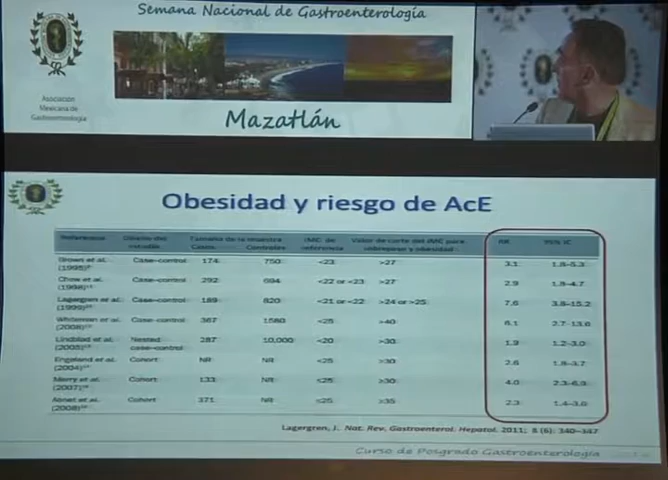 Semana Nacional de Gastroenterología
Asociación
Mexicana de
Gastroenterología
Mazatlán
Obesidad y riesgo de AcE
Referencia Diseño del estudio Tamaño de la muestra Casos Controles IMC de referencia Valor de corte del IMC para sobrepeso y obesidad RR 95% IC
Brown et al. (1995) Case-control 174 750 <23 >27 3.1 1.8-5.3
Chow et al. (1998) Case-control 292 694 <22 or <23 >27 2.9 1.8-4.7
Lagergren et al. (1999) Case-control 189 820 <21 or <22 >24 or >25 7.6 3.8-15.2
Whiteman et al. (2008) Case-control 367 1580 <25 >40 6.1 2.7-13.6
Lindblad et al. (2005) Nested case-control 287 10,000 <20 >30 1.9 1.2-3.0
Engeland et al. (2004) Cohort NR NR ≤25 ≥30 2.6 1.8-3.7
Merry et al. (2007) Cohort 133 NR ≤25 ≥30 4.0 2.3-6.9
Abnet et al. (2008) Cohort 371 NR ≤25 ≥35 2.3 1.4-3.6
Lagergren, J. Nat. Rev. Gastroenterol. Hepatol. 2011; 8 (6): 340-347
Curso de Posgrado Gastroenterología